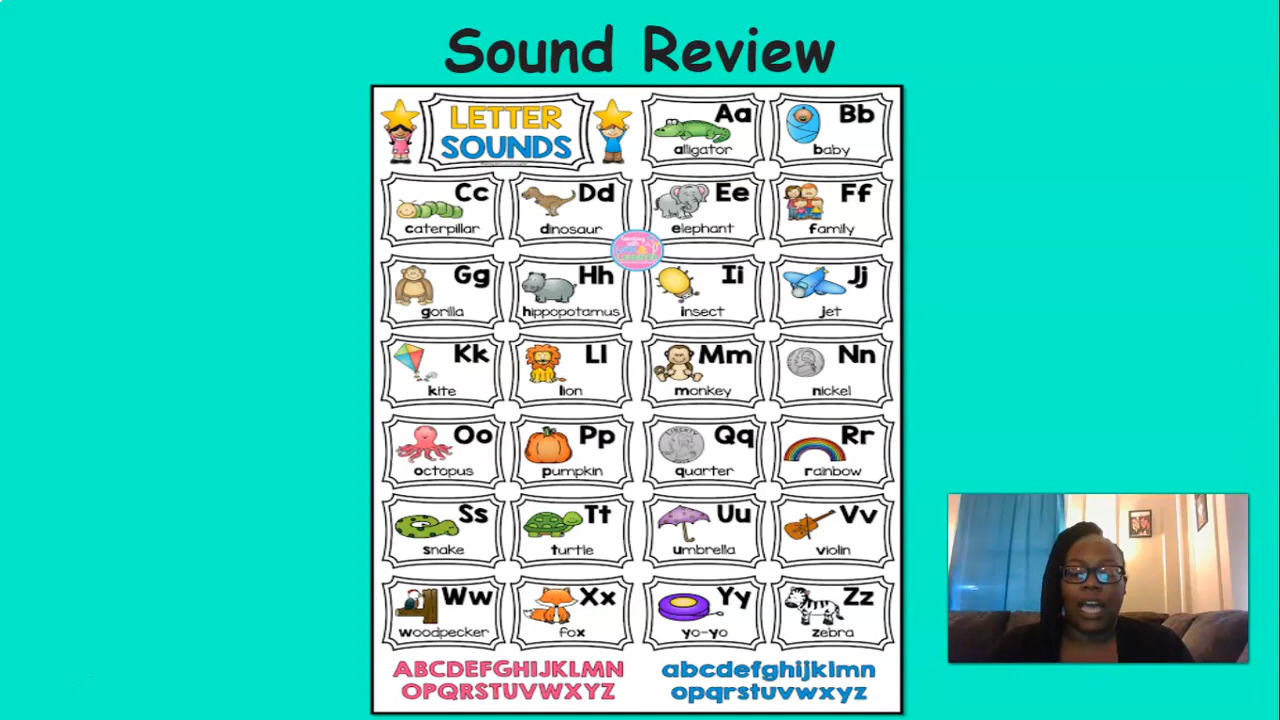 Sound Review
LETTER
SOUNDS
Aa
alligator
Bb
baby
Cc
caterpillar
Dd
dinosaur
Ee
elephant
Ff
family
Gg
gorilla
Hh
hippopotamus
Ii
insect
Jj
jet
Kk
kite
Ll
lion
Mm
monkey
Nn
nickel
Oo
octopus
Pp
pumpkin
LIBERTY
Qq
quarter
Rr
rainbow
Ss
snake
Tt
turtle
Uu
umbrella
Vv
violin
Ww
woodpecker
Xx
fox
Yy
yo-yo
Zz
zebra
ABCDEFGHIJKLMN
OPQRSTUVWXYZ
abcdefghijklmn
opqrstuvwxyz